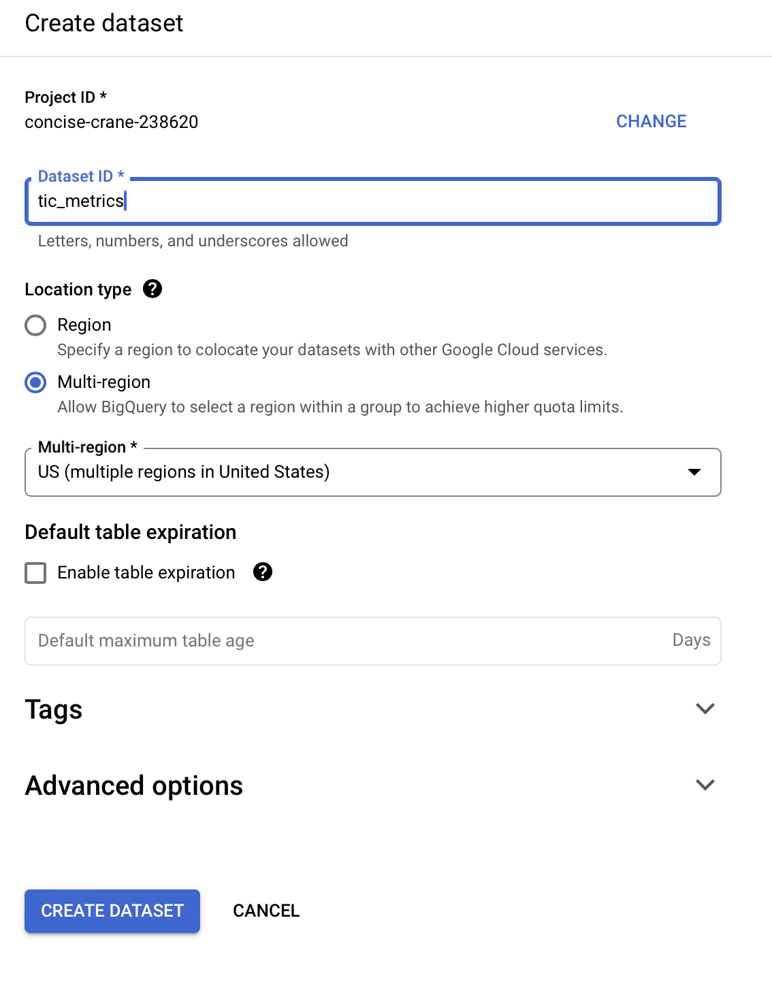 Create dataset
Project ID *
concise-crane-238620
CHANGE
Dataset ID *
tic_metrics
Letters, numbers, and underscores allowed
Location type
Region
Specify a region to colocate your datasets with other Google Cloud services.
Multi-region
Allow BigQuery to select a region within a group to achieve higher quota limits.
Multi-region *
US (multiple regions in United States)
Default table expiration
Enable table expiration
Default maximum table age
Days
Tags
Advanced options
CREATE DATASET
CANCEL